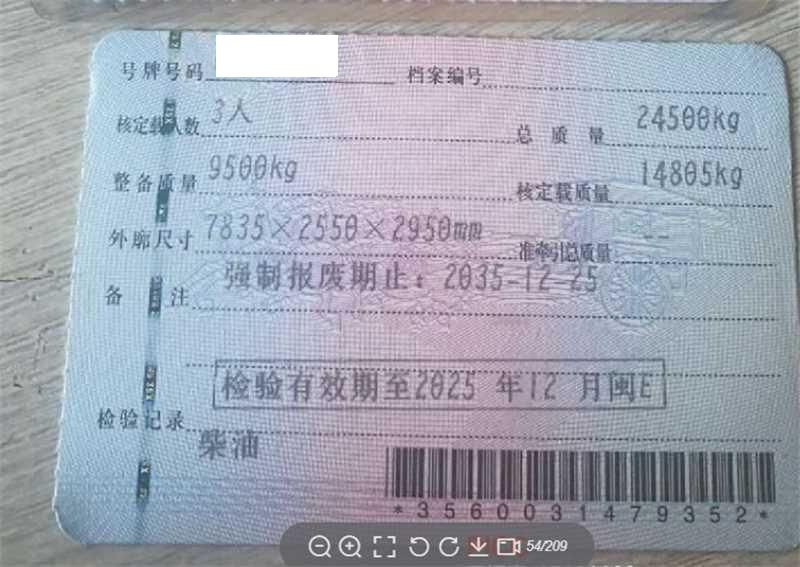 号牌号码 档案编号
核定载人数 3人 总质量 24500kg
整备质量 9500kg 核定载质量 14805kg
外廓尺寸 7835×2550×2950mm 准牵引总质量 --
备注 强制报废期止：2035-12-25
检验有效期至2025 年12 月闽E
检验记录
柴油
*3560031479352*
54/209